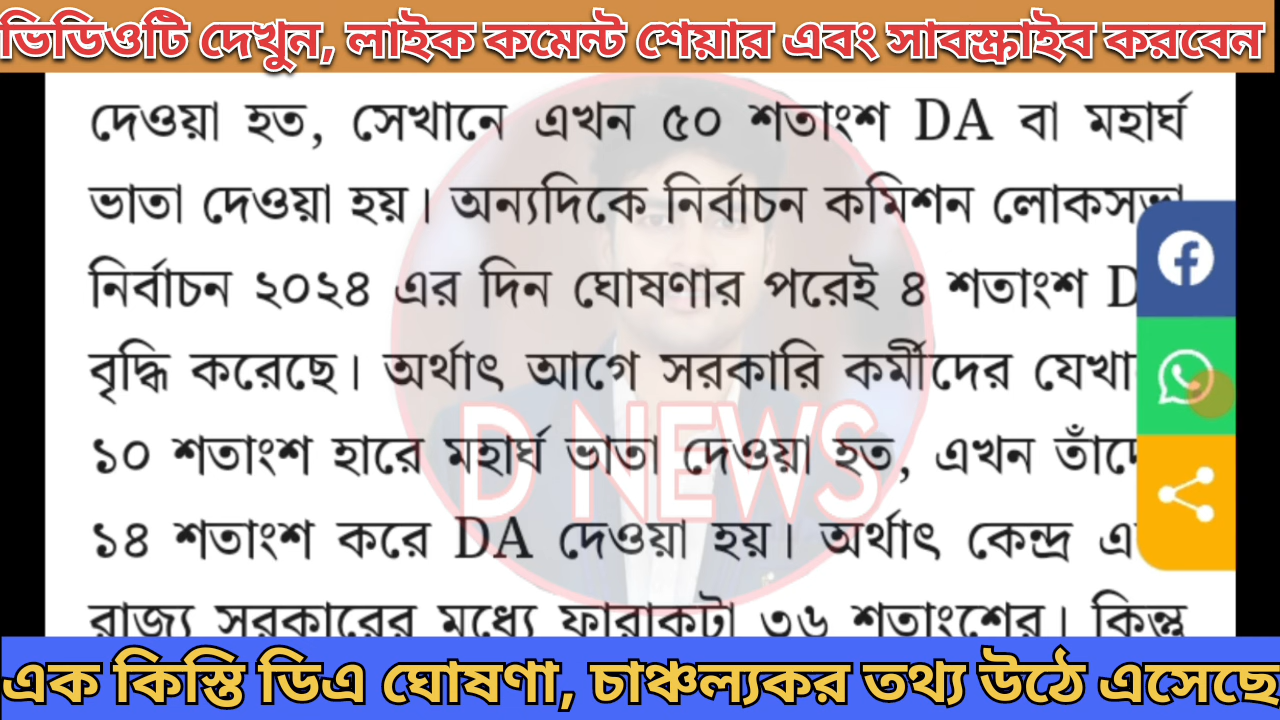 ভিডিওটি দেখুন, লাইক কমেন্ট শেয়ার এবং সাবস্ক্রাইব করবেন
দেওয়া হত, সেখানে এখন ৫০ শতাংশ DA বা মহার্ঘ
ভাতা দেওয়া হয়। অন্যদিকে নির্বাচন কমিশন লোকসভা
নির্বাচন ২০২৪ এর দিন ঘোষণার পরেই ৪ শতাংশ
বৃদ্ধি করেছে। অর্থাৎ আগে সরকারি কর্মীদের
১০ শতাংশ হারে মহার্ঘ ভাতা দেওয়া হত, এখন
১৪ শতাংশ করে DA দেওয়া হয়। অর্থাৎ কেন্দ্র
রাজ্য সরকারের মধ্যে ফারাকটা ৩৬ শতাংশের। কিন্তু
D NEWS
এক কিস্তি ডিএ ঘোষণা, চাঞ্চল্যকর তথ্য উঠে এসেছে